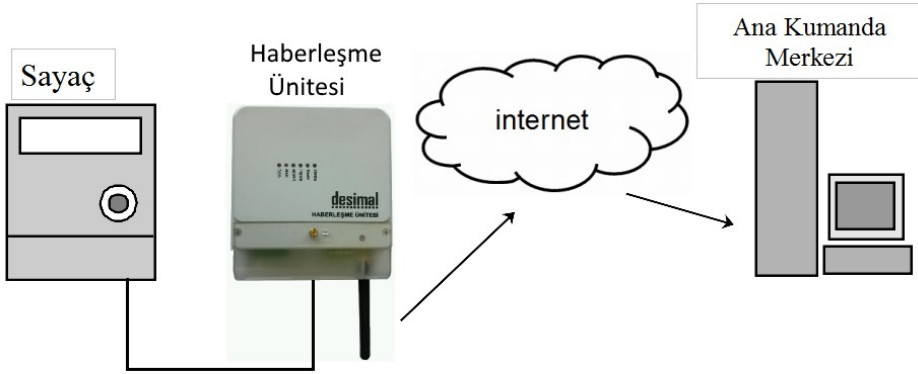 Sayaç
Haberleşme
Ünitesi
desimal
HABERLEŞME ÜNİTESİ
internet
Ana Kumanda
Merkezi